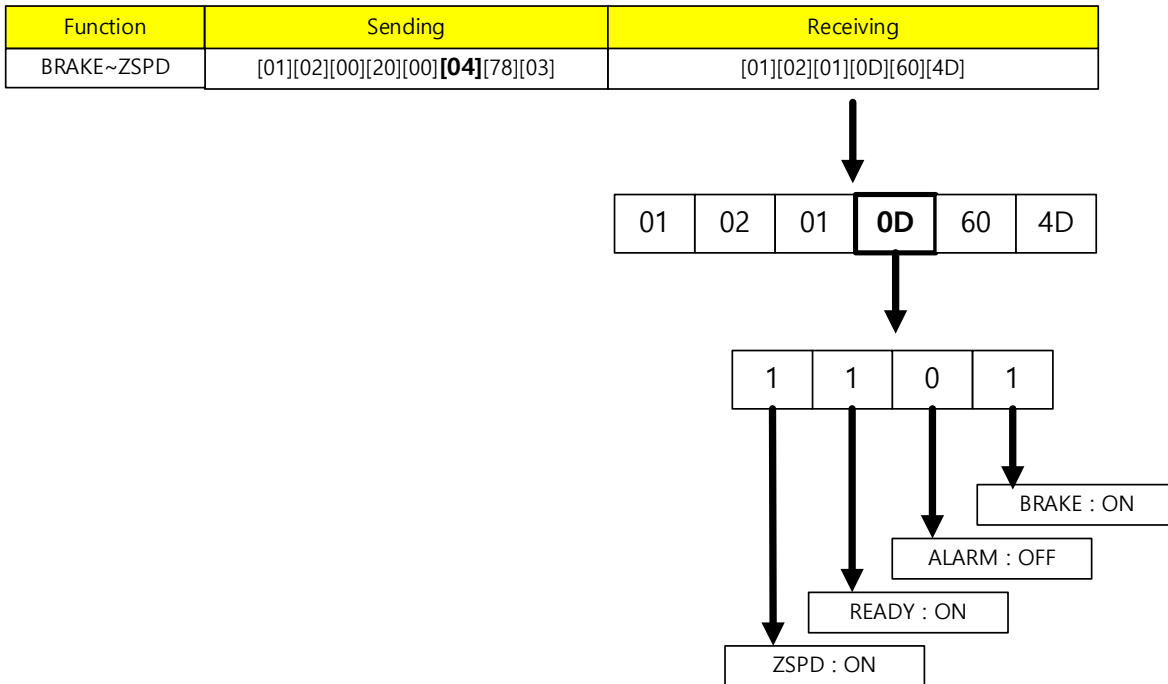 Function Sending Receiving
BRAKE~ZSPD [01][02][00][20][00][04][78][03] [01][02][01][0D][60][4D]
01 02 01 0D 60 4D
1 1 0 1
BRAKE : ON
ALARM : OFF
READY : ON
ZSPD : ON